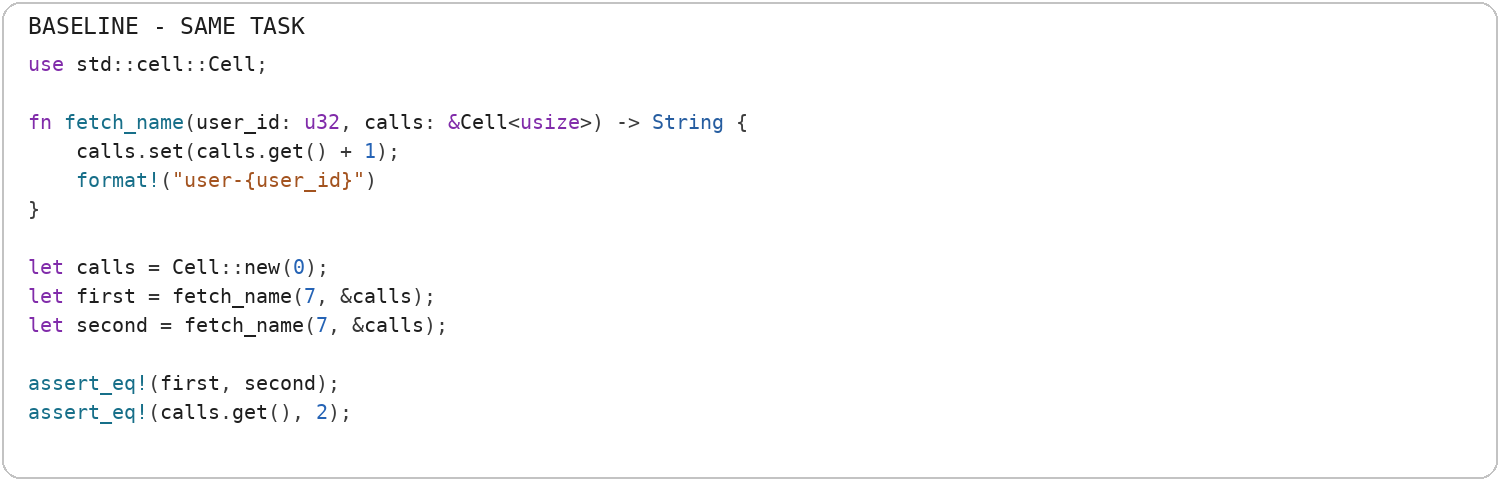 BASELINE - SAME TASK
use std::cell::Cell;

fn fetch_name(user_id: u32, calls: &Cell<usize>) -> String {
    calls.set(calls.get() + 1);
    format!("user-{user_id}")
}

let calls = Cell::new(0);
let first = fetch_name(7, &calls);
let second = fetch_name(7, &calls);

assert_eq!(first, second);
assert_eq!(calls.get(), 2);